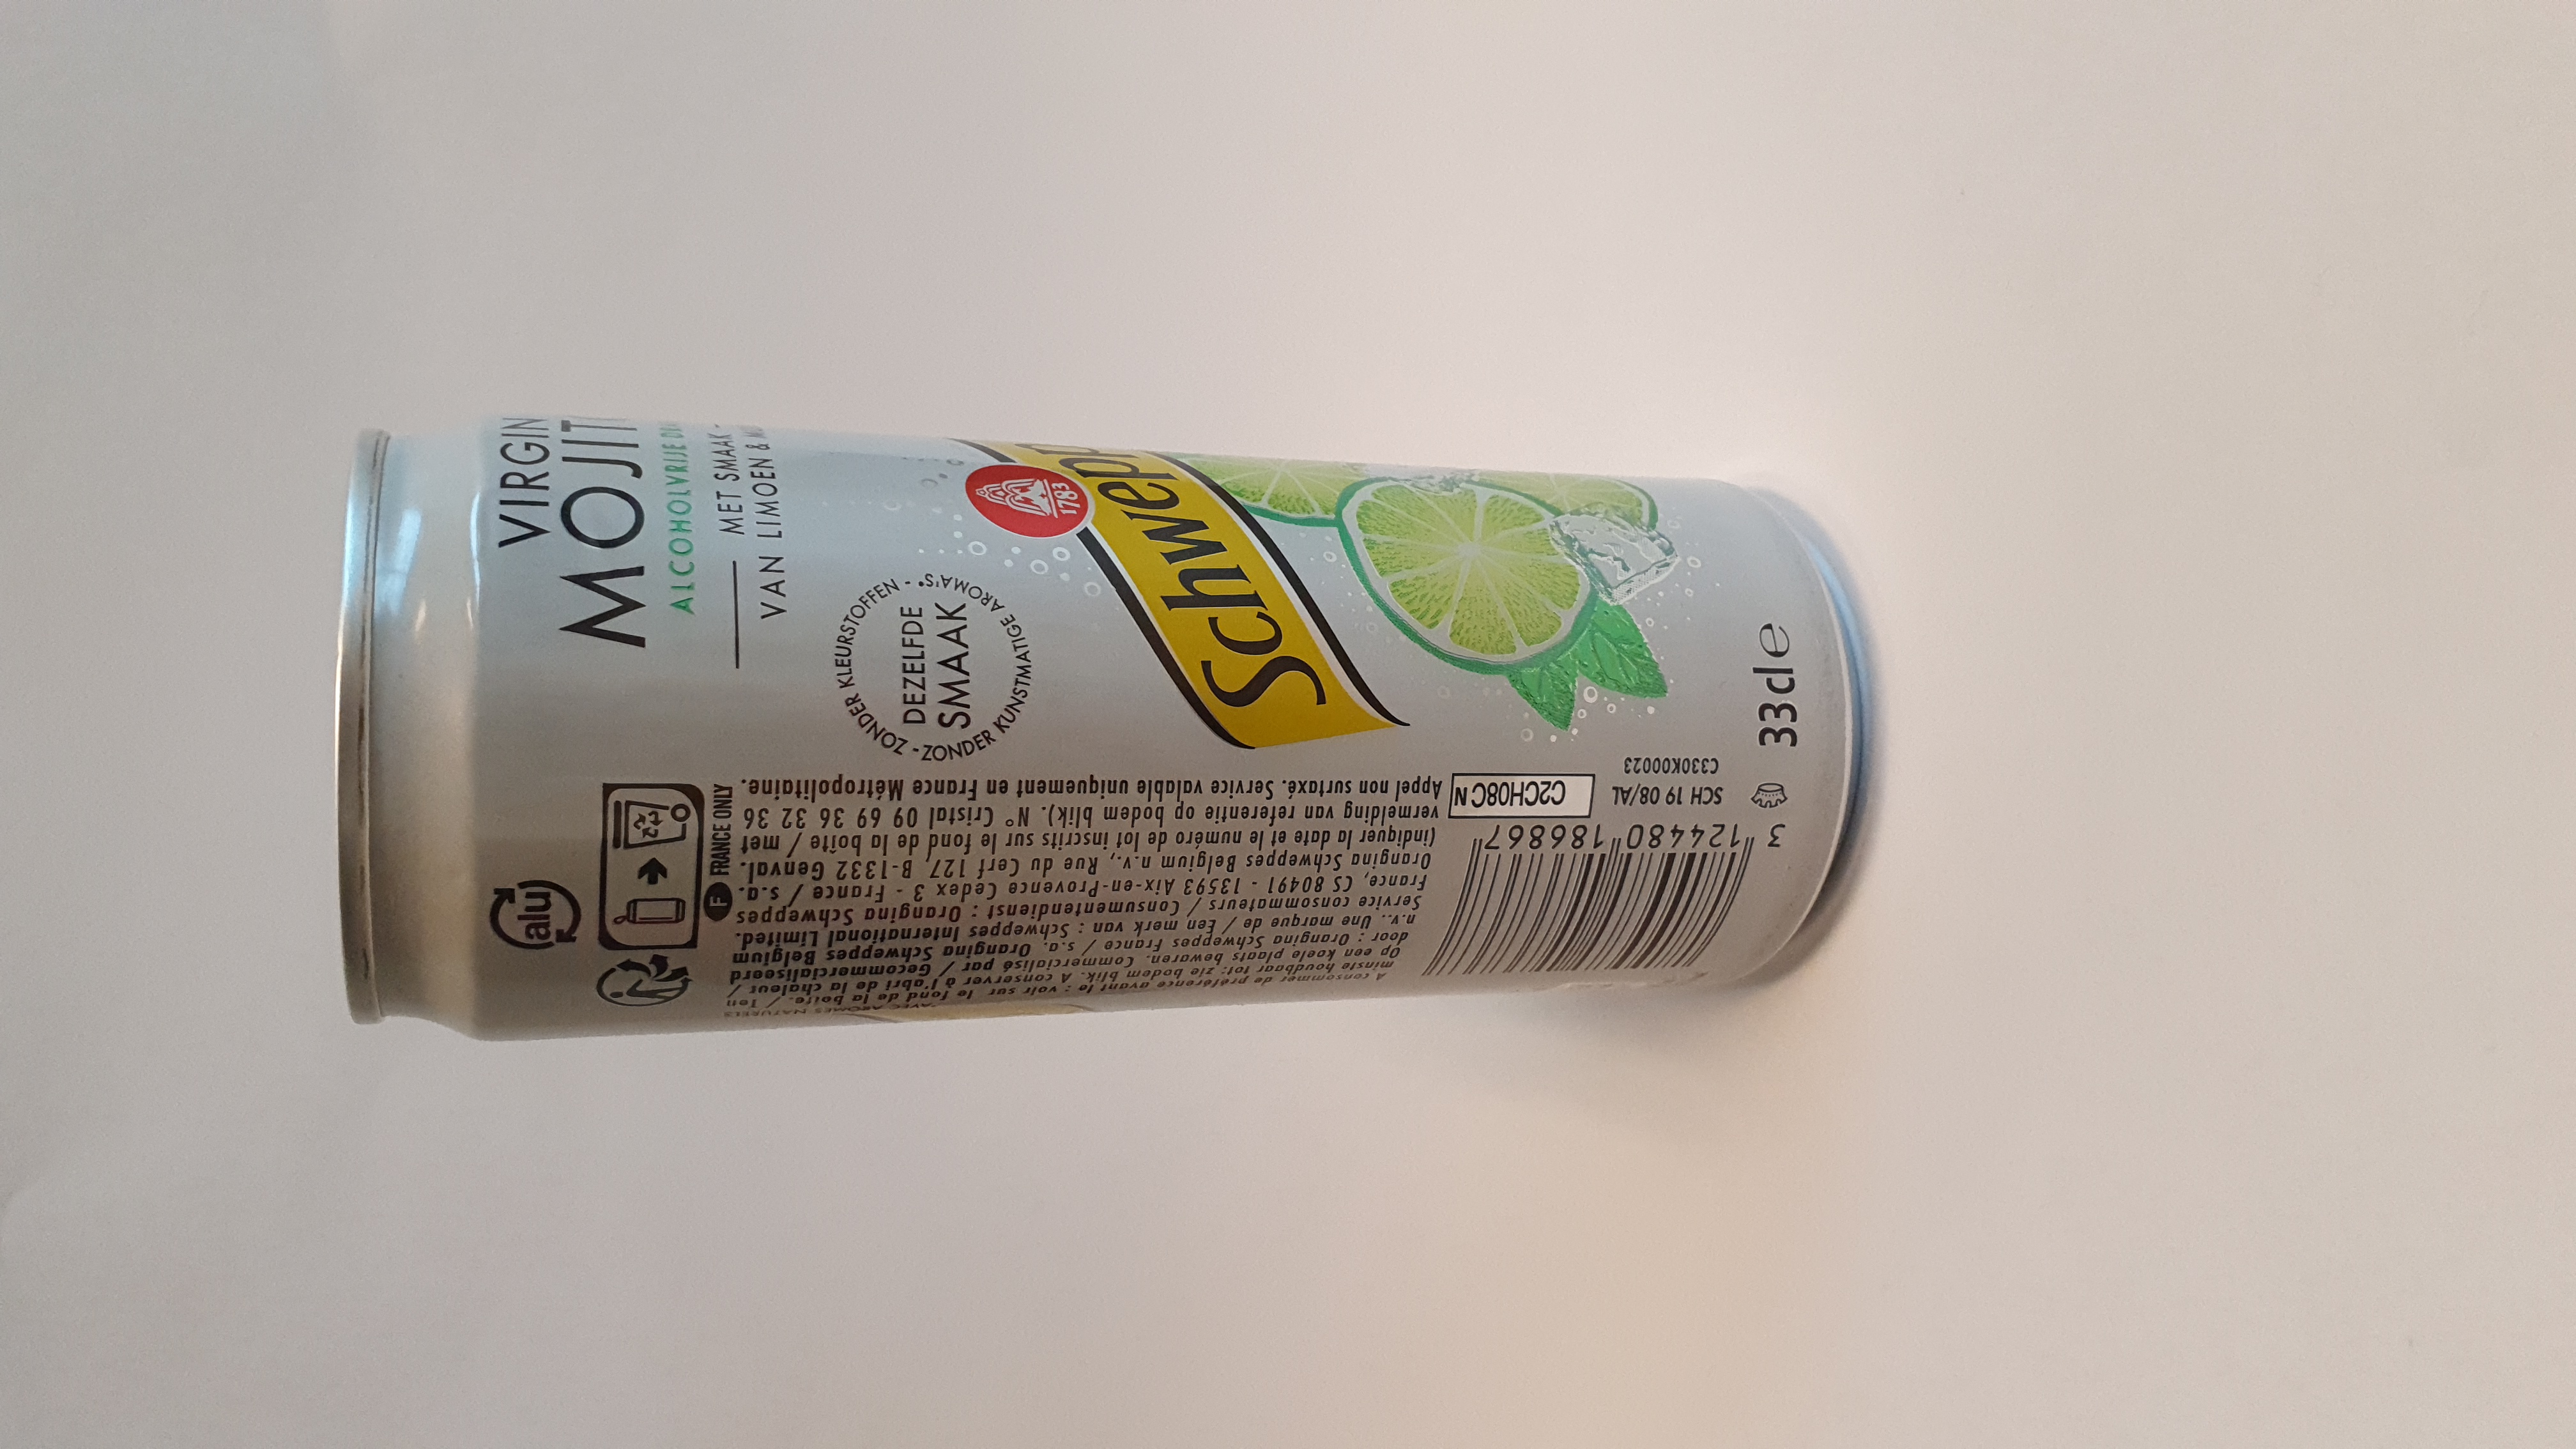 alu
F FRANCE ONLY
A consommer de préférence avant le : voir sur le fond de la boîte. / Ten
minste houdbaar tot: zie bodem blik. A conserver à l'abri de la chaleur /
Op een koele plaats bewaren. Commercialisé par / Gecommercialiseerd
door : Orangina Schweppes France / s.a. Orangina Schweppes Belgium
n.v.. Une marque de / Een merk van : Schweppes International Limited.
Service consommateurs / Consumentendienst : Orangina Schweppes
France, CS 80491 - 13593 Aix-en-Provence Cedex 3 - France / s.a.
Orangina Schweppes Belgium n.v., Rue du Cerf 127 B-1332 Genval.
(indiquer la date et le numéro de lot inscrits sur le fond de la boîte / met
vermelding van referentie op bodem blik). N° Cristal 09 69 36 32 36
Appel non surtaxé. Service valable uniquement en France Métropolitaine.
3 124480 186867
C2CH08C N
SCH 19 08/AL
C330K00023
VIRGIN
MOJIT
ALCOHOLVRIJE
MET SMAAK
VAN LIMOEN &
ZONDER KLEURSTOFFEN -
DEZELFDE
SMAAK
ZONDER KUNSTMATIGE AROMA'S* -
1783
Schwepp
33 cl e